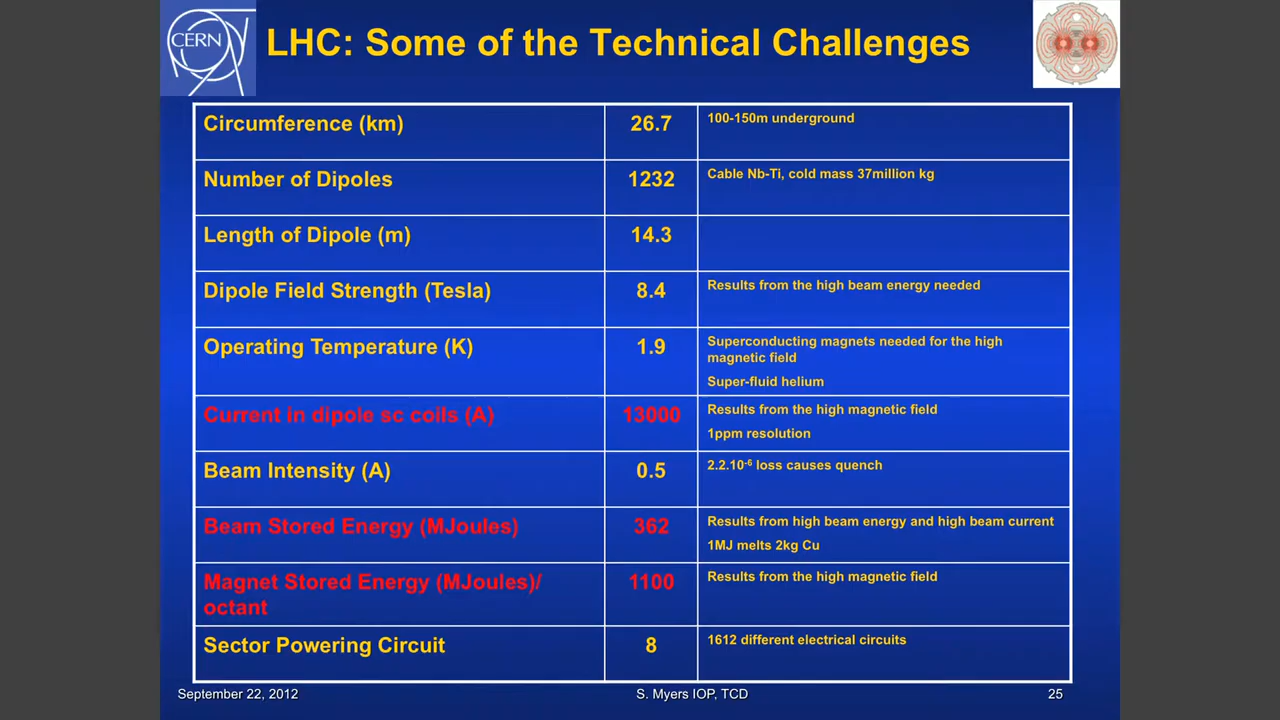 CERN
LHC: Some of the Technical Challenges
Circumference (km) 26.7 100-150m underground
Number of Dipoles 1232 Cable Nb-Ti, cold mass 37million kg
Length of Dipole (m) 14.3
Dipole Field Strength (Tesla) 8.4 Results from the high beam energy needed
Operating Temperature (K) 1.9 Superconducting magnets needed for the high
magnetic field
Super-fluid helium
Current in dipole sc coils (A) 13000 Results from the high magnetic field
1ppm resolution
Beam Intensity (A) 0.5 2.2.10-6 loss causes quench
Beam Stored Energy (MJoules) 362 Results from high beam energy and high beam current
1MJ melts 2kg Cu
Magnet Stored Energy (MJoules)/ 1100 Results from the high magnetic field
octant
Sector Powering Circuit 8 1612 different electrical circuits
September 22, 2012 S. Myers IOP, TCD 25